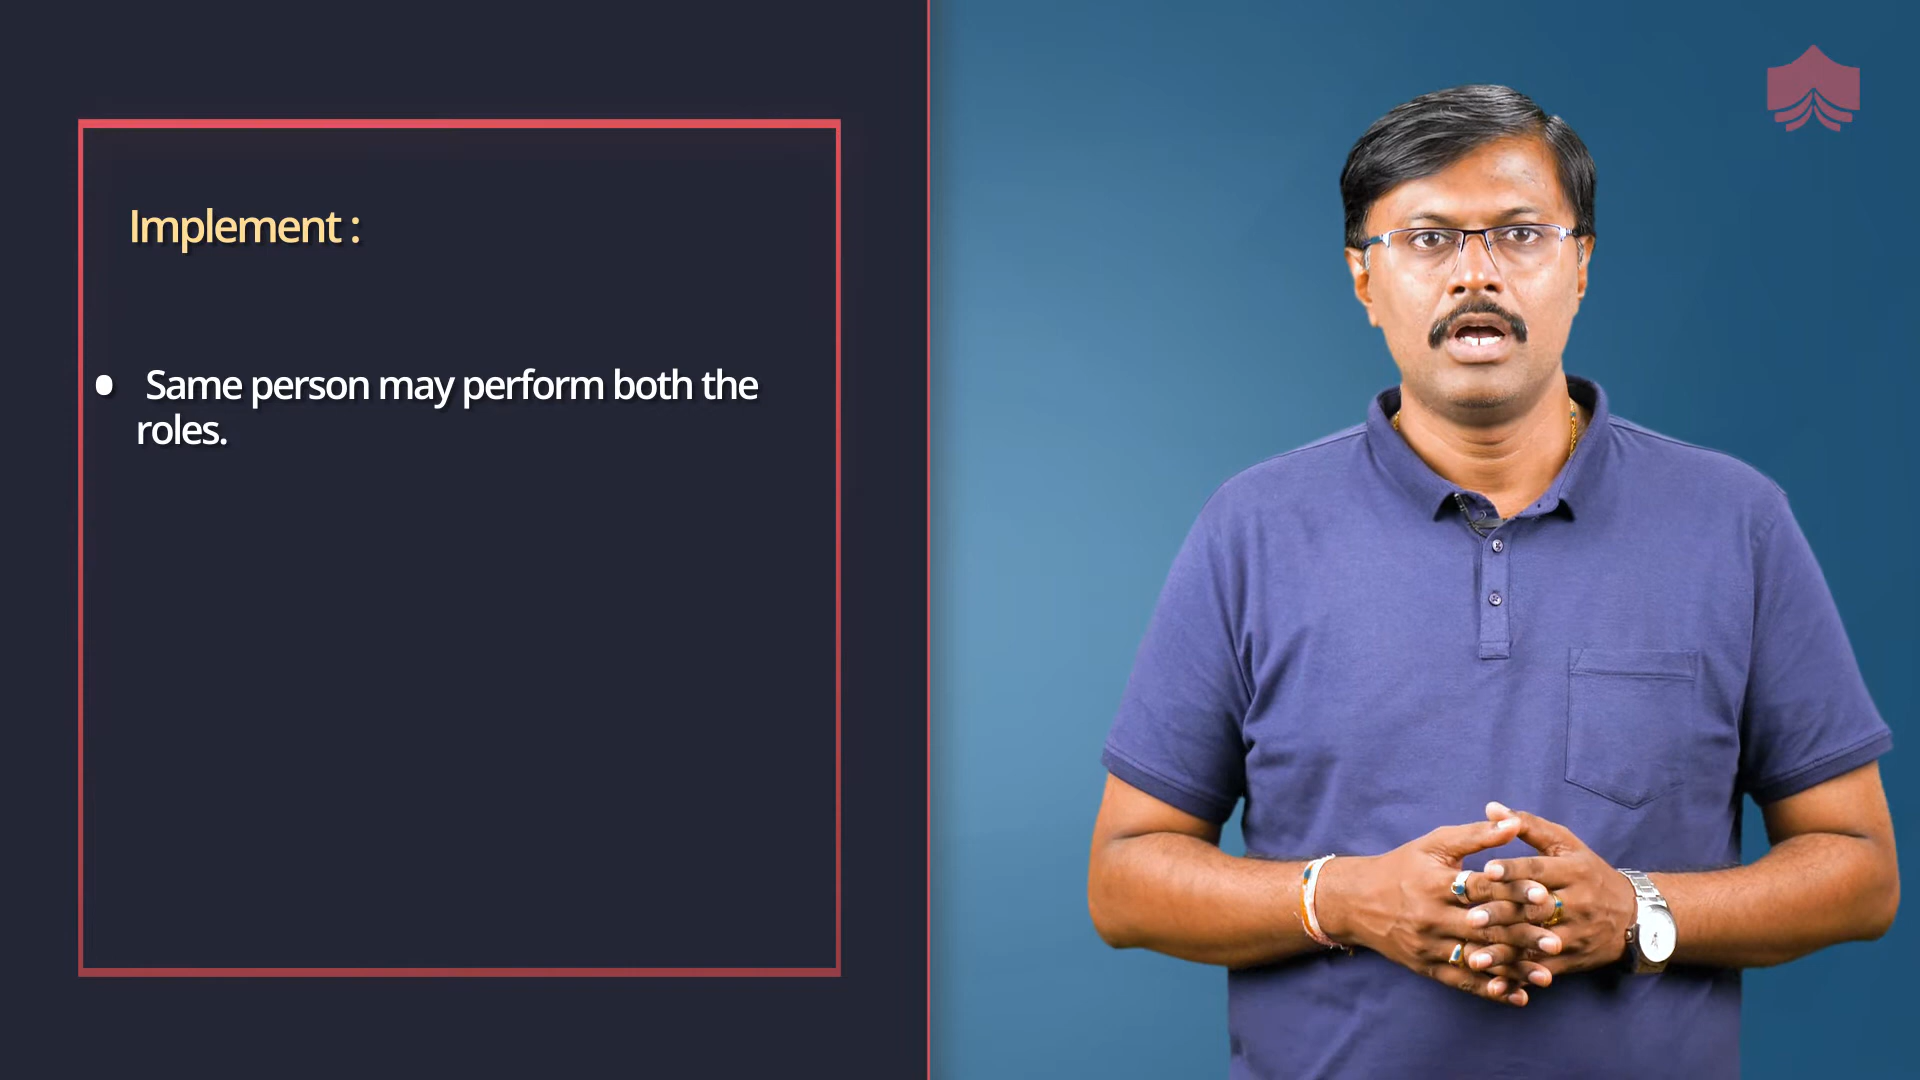 Implement :
• Same person may perform both the
roles.